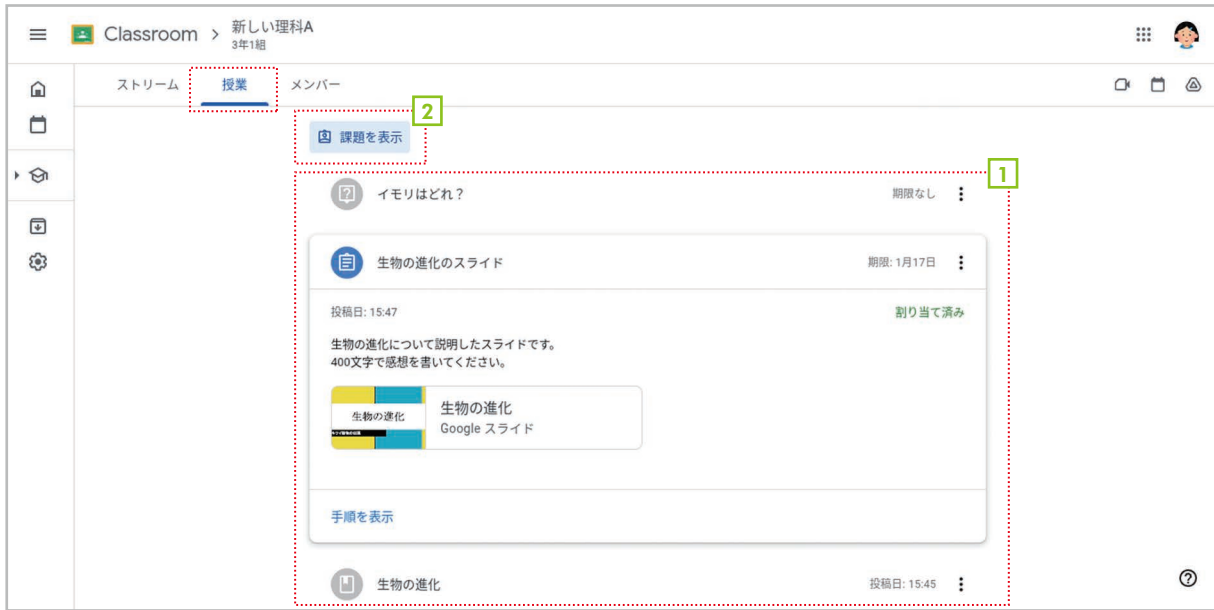 Classroom
新しい理科A
3年1組
ストリーム 授業 メンバー
2
課題を表示
1
イモリはどれ? 期限なし
生物の進化のスライド 期限: 1月17日
投稿日: 15:47 割り当て済み
生物の進化について説明したスライドです。
400文字で感想を書いてください。
生物の進化
生物の進化
Google スライド
手順を表示
生物の進化 投稿日: 15:45